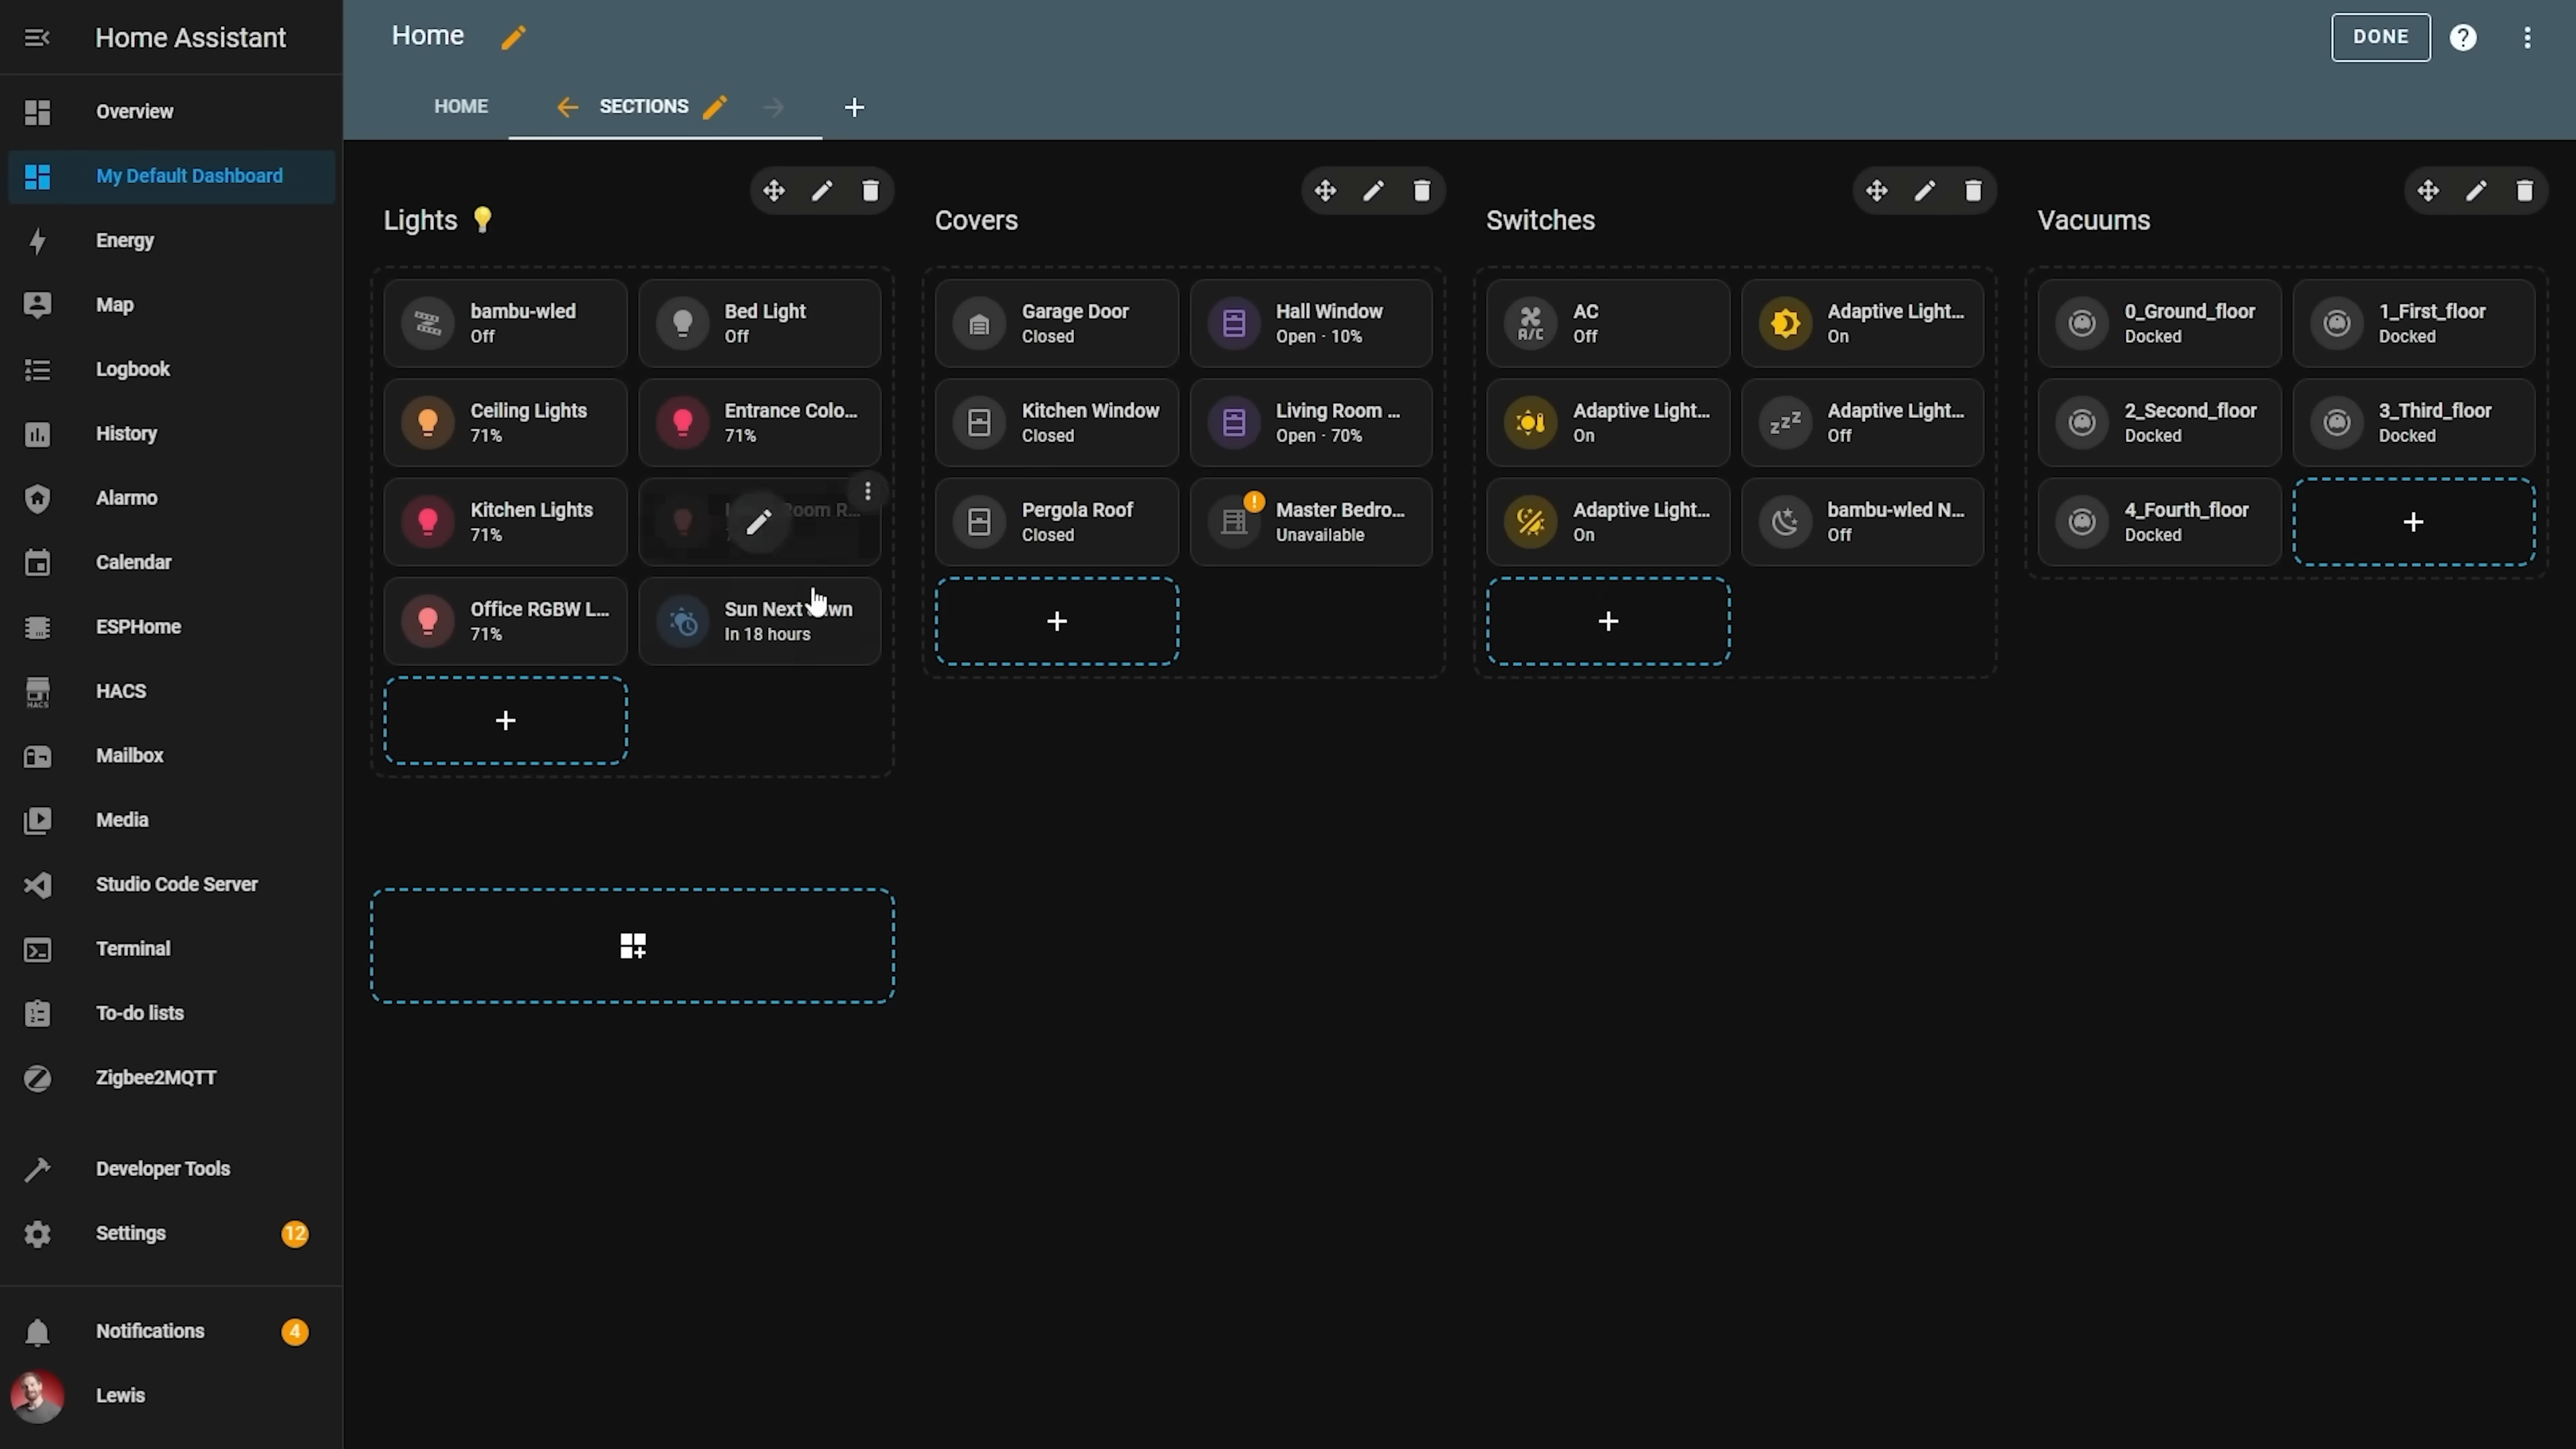 Home Assistant
Overview
My Default Dashboard
Energy
Map
Logbook
History
Alarmo
Calendar
ESPHome
HACS
HACS
Mailbox
Media
Studio Code Server
Terminal
To-do lists
Zigbee2MQTT
Developer Tools
Settings
12
Notifications
4
Lewis
Home
DONE
HOME
SECTIONS
Lights
bambu-wled
Off
Bed Light
Off
Ceiling Lights
71%
Entrance Colo...
71%
Kitchen Lights
71%
Room R...
Office RGBW L...
71%
Sun Next
In 18 hours
Covers
Garage Door
Closed
Hall Window
Open · 10%
Kitchen Window
Closed
Living Room ...
Open · 70%
Pergola Roof
Closed
Master Bedro...
Unavailable
Switches
A/C
AC
Off
Adaptive Light...
On
Adaptive Light...
On
zzz
Adaptive Light...
Off
Adaptive Light...
On
bambu-wled N...
Off
Vacuums
0_Ground_floor
Docked
1_First_floor
Docked
2_Second_floor
Docked
3_Third_floor
Docked
4_Fourth_floor
Docked